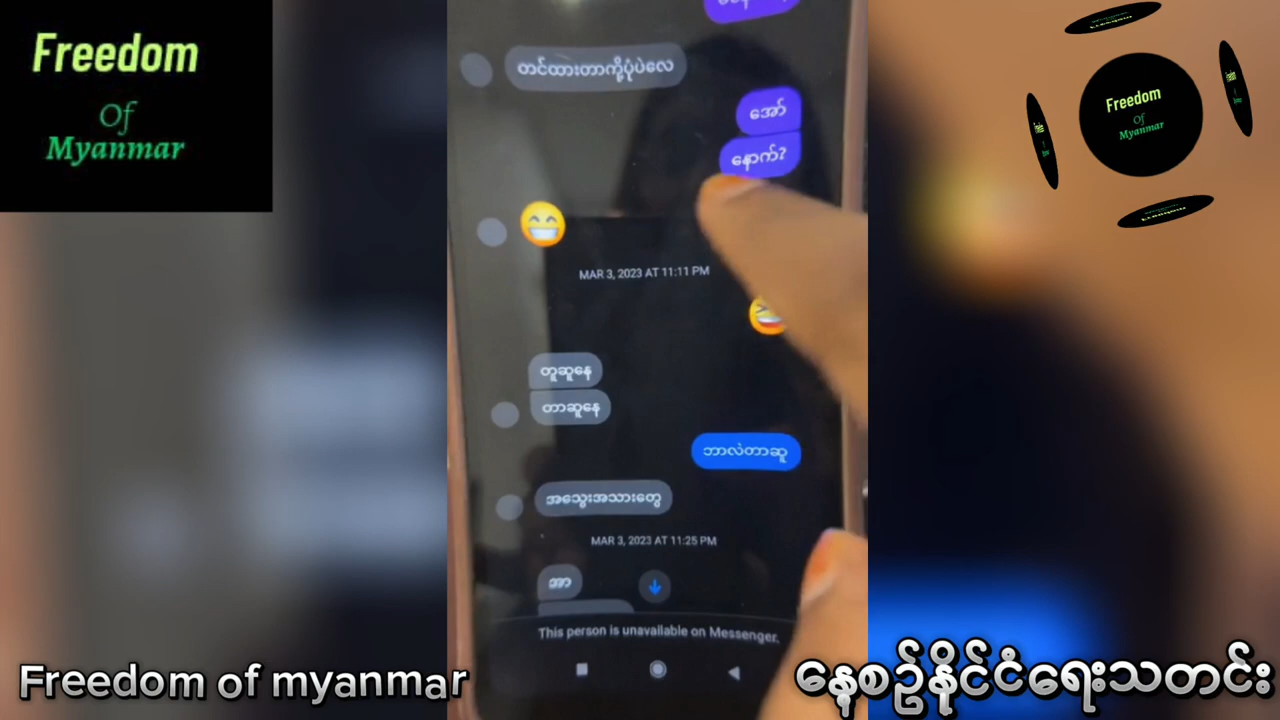 Freedom
Of
Myanmar
တင်ထားတာကိုပုံပဲလေ
အော်
နောက်?
MAR 3, 2023 AT 11:11 PM
တူဆူနေ
တာဆူနေ
ဘာလဲတာဆူ
အသွေးအသားတွေ
MAR 3, 2023 AT 11:25 PM
အာ
This person is unavailable on Messenger.
Freedom
Of
Myanmar
Freedom of myanmar
နေ့စဥ်နိုင်ငံရေးသတင်း